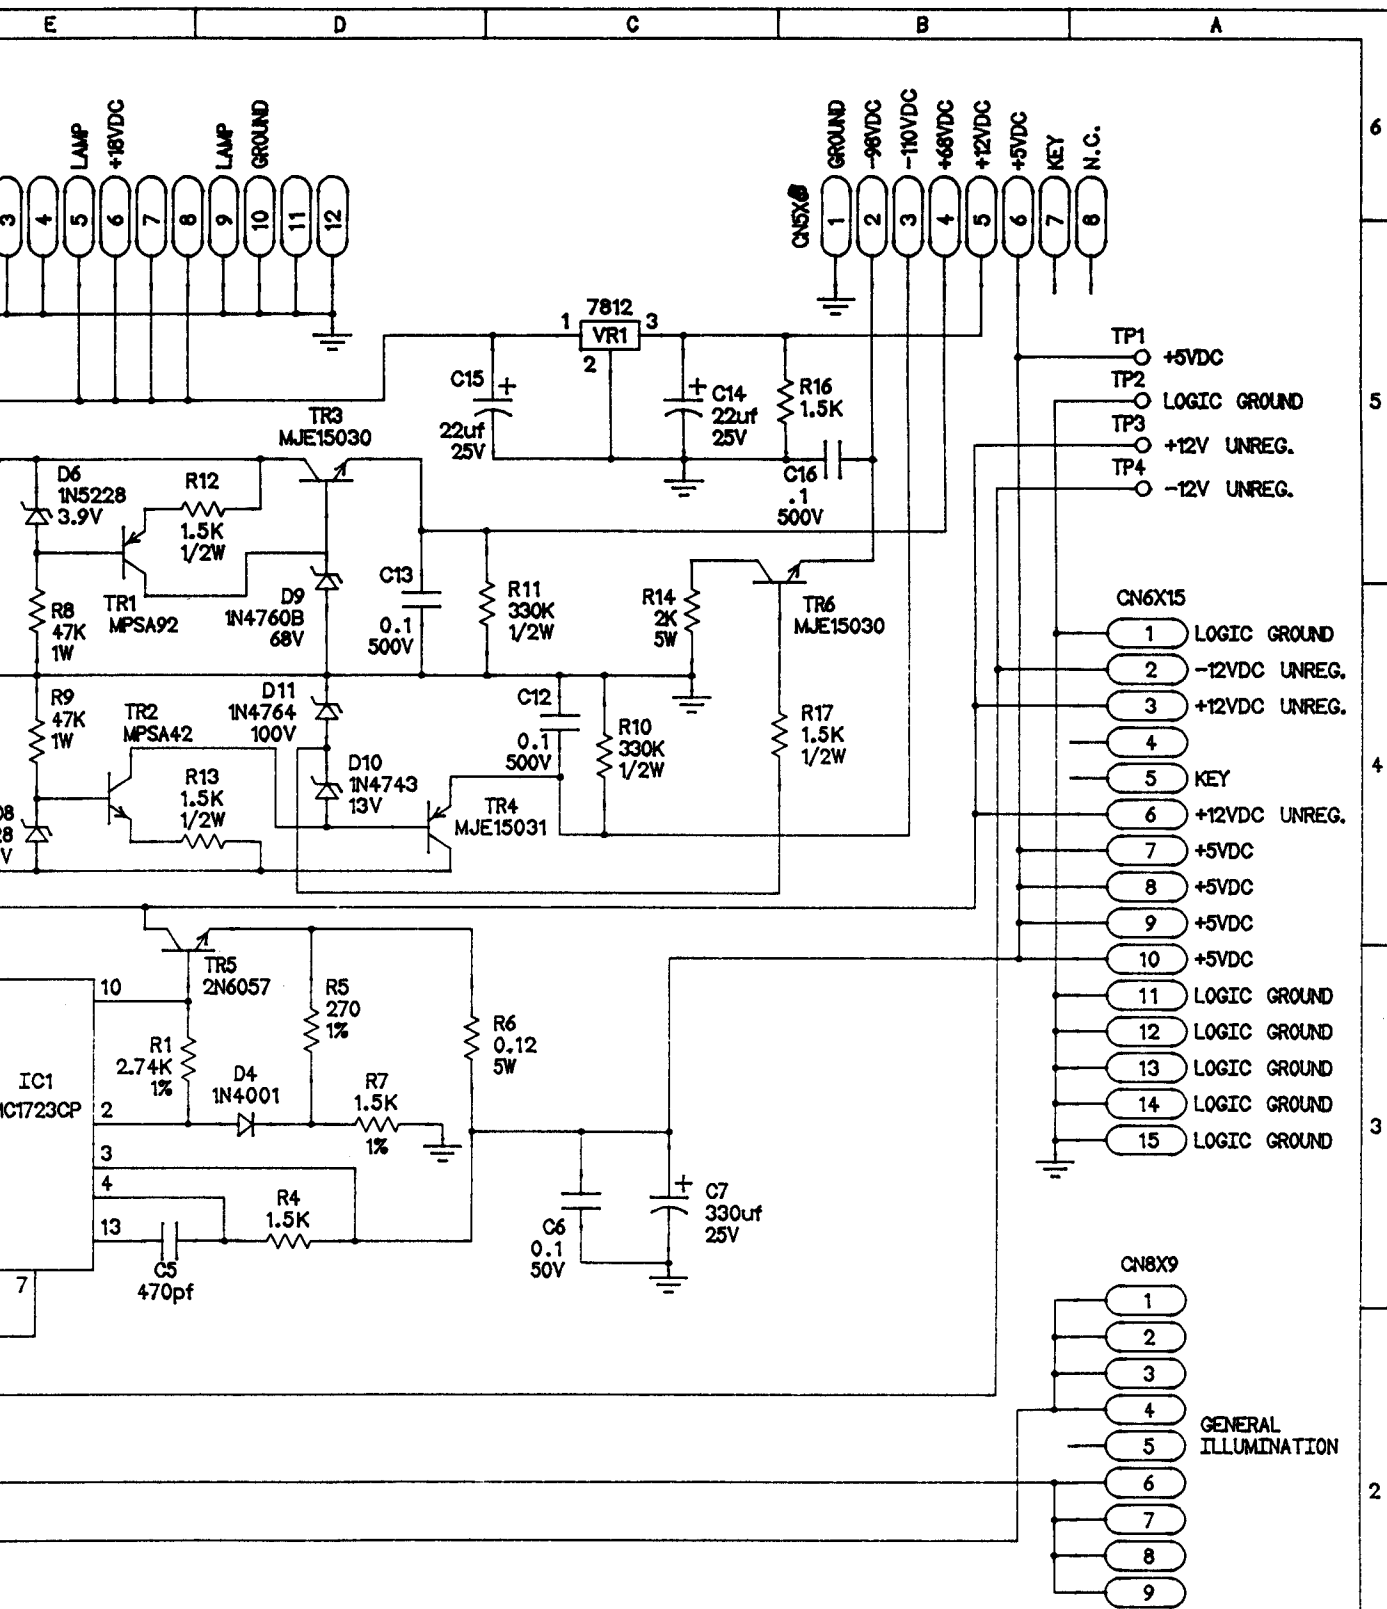 E D C B A
6
LAMP
+18VDC
LAMP
GROUND
3 4 5 6 7 8 9 10 11 12
GROUND
-98VDC
-110VDC
+68VDC
+12VDC
+5VDC
KEY
N.C.
1 2 3 4 5 6 7 8
7812
1 VR1 3
2
C15
22uf
25V
C14
22uf
25V
R16
1.5K
C16
.1
500V
TP1
+5VDC
TP2
LOGIC GROUND
TP3
+12V UNREG.
TP4
-12V UNREG.
5
TR3
MJE15030
D6
1N5228
3.9V
R12
1.5K
1/2W
TR1
MPSA92
R8
47K
1W
D9
1N4760B
68V
C13
0.1
500V
R11
330K
1/2W
R14
2K
5W
TR6
MJE15030
R9
47K
1W
TR2
MPSA42
D11
1N4764
100V
D10
1N4743
13V
R13
1.5K
1/2W
C12
0.1
500V
R10
330K
1/2W
R17
1.5K
1/2W
TR4
MJE15031
08
28
V
CN6X15
1 LOGIC GROUND
2 -12VDC UNREG.
3 +12VDC UNREG.
4
5 KEY
6 +12VDC UNREG.
7 +5VDC
8 +5VDC
9 +5VDC
10 +5VDC
11 LOGIC GROUND
12 LOGIC GROUND
13 LOGIC GROUND
14 LOGIC GROUND
15 LOGIC GROUND
4
TR5
2N6057
10
R1
2.74K
1%
R5
270
1%
R6
0.12
5W
IC1
MC1723CP
2
D4
1N4001
R7
1.5K
1%
3
4
13
7
R4
1.5K
C5
470pf
C6
0.1
50V
C7
330uf
25V
3
CN8X9
1
2
3
4
5
6
7
8
9
GENERAL
ILLUMINATION
2